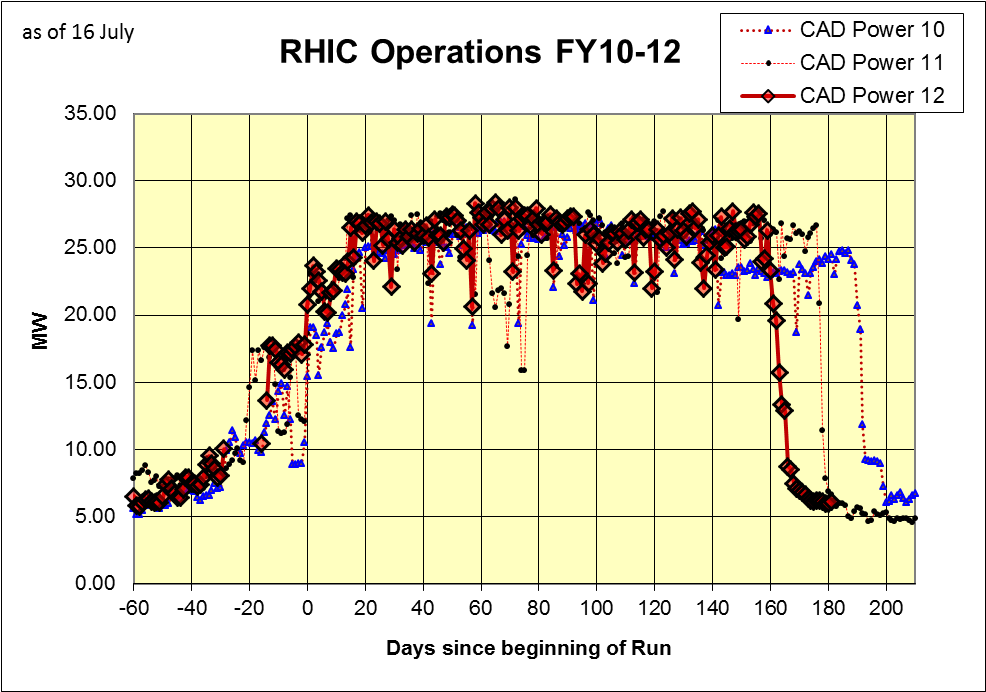 as of 16 July
RHIC Operations FY10-12
CAD Power 10
CAD Power 11
CAD Power 12
35.00
30.00
25.00
20.00
15.00
10.00
5.00
0.00
MW
-60 -40 -20 0 20 40 60 80 100 120 140 160 180 200
Days since beginning of Run